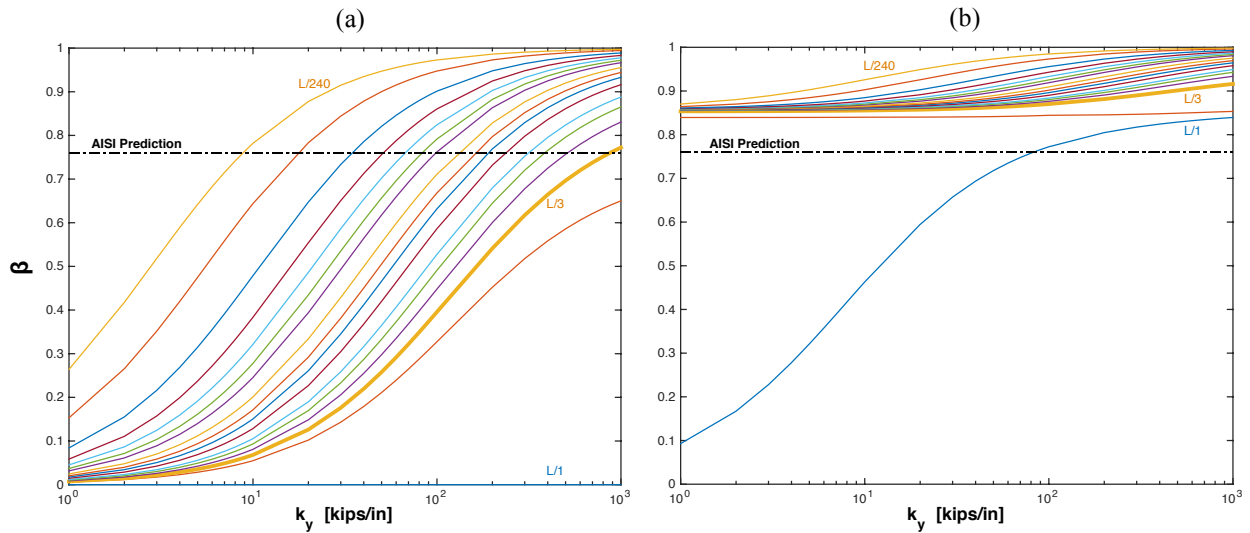 (a)
1
0.9
0.8
0.7
0.6
0.5
0.4
0.3
0.2
0.1
0
β
L/240
AISI Prediction
L/3
L/1
10^0
10^1
10^2
10^3
k_y [kips/in]
(b)
1
0.9
0.8
0.7
0.6
0.5
0.4
0.3
0.2
0.1
0
L/240
L/3
L/1
AISI Prediction
10^0
10^1
10^2
10^3
k_y [kips/in]